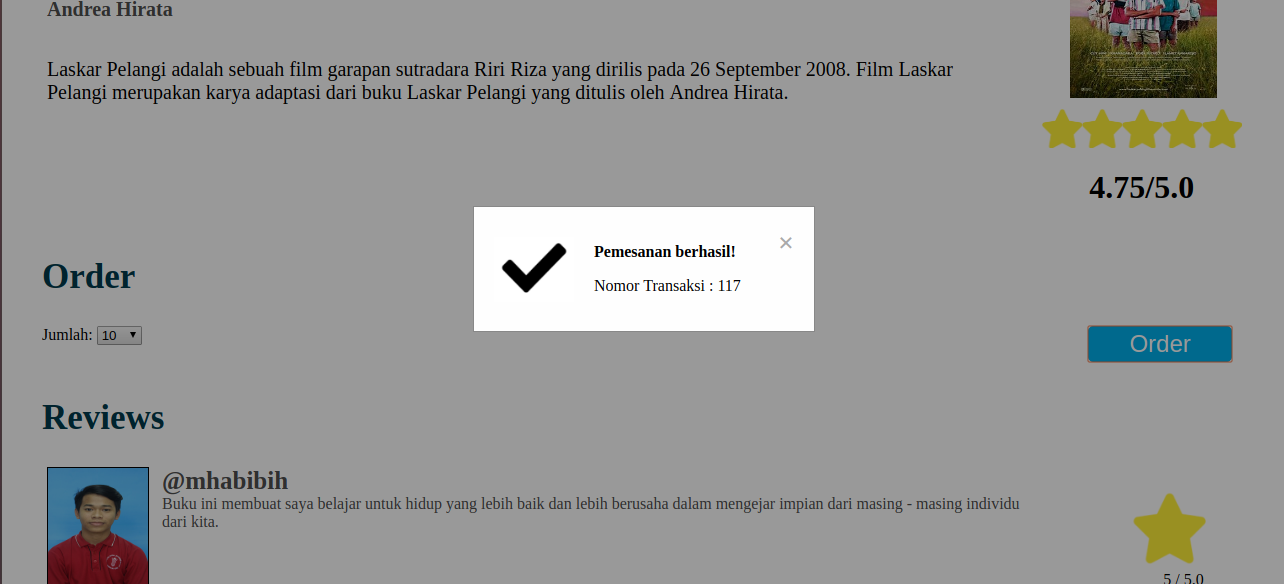 Andrea Hirata
Laskar Pelangi adalah sebuah film garapan sutradara Riri Riza yang dirilis pada 26 September 2008. Film Laskar
Pelangi merupakan karya adaptasi dari buku Laskar Pelangi yang ditulis oleh Andrea Hirata.
4.75/5.0
Pemesanan berhasil!
×
Nomor Transaksi : 117
Order
Jumlah: 10
Order
Reviews
@mhabibih
Buku ini membuat saya belajar untuk hidup yang lebih baik dan lebih berusaha dalam mengejar impian dari masing - masing individu
dari kita.
5 / 5.0